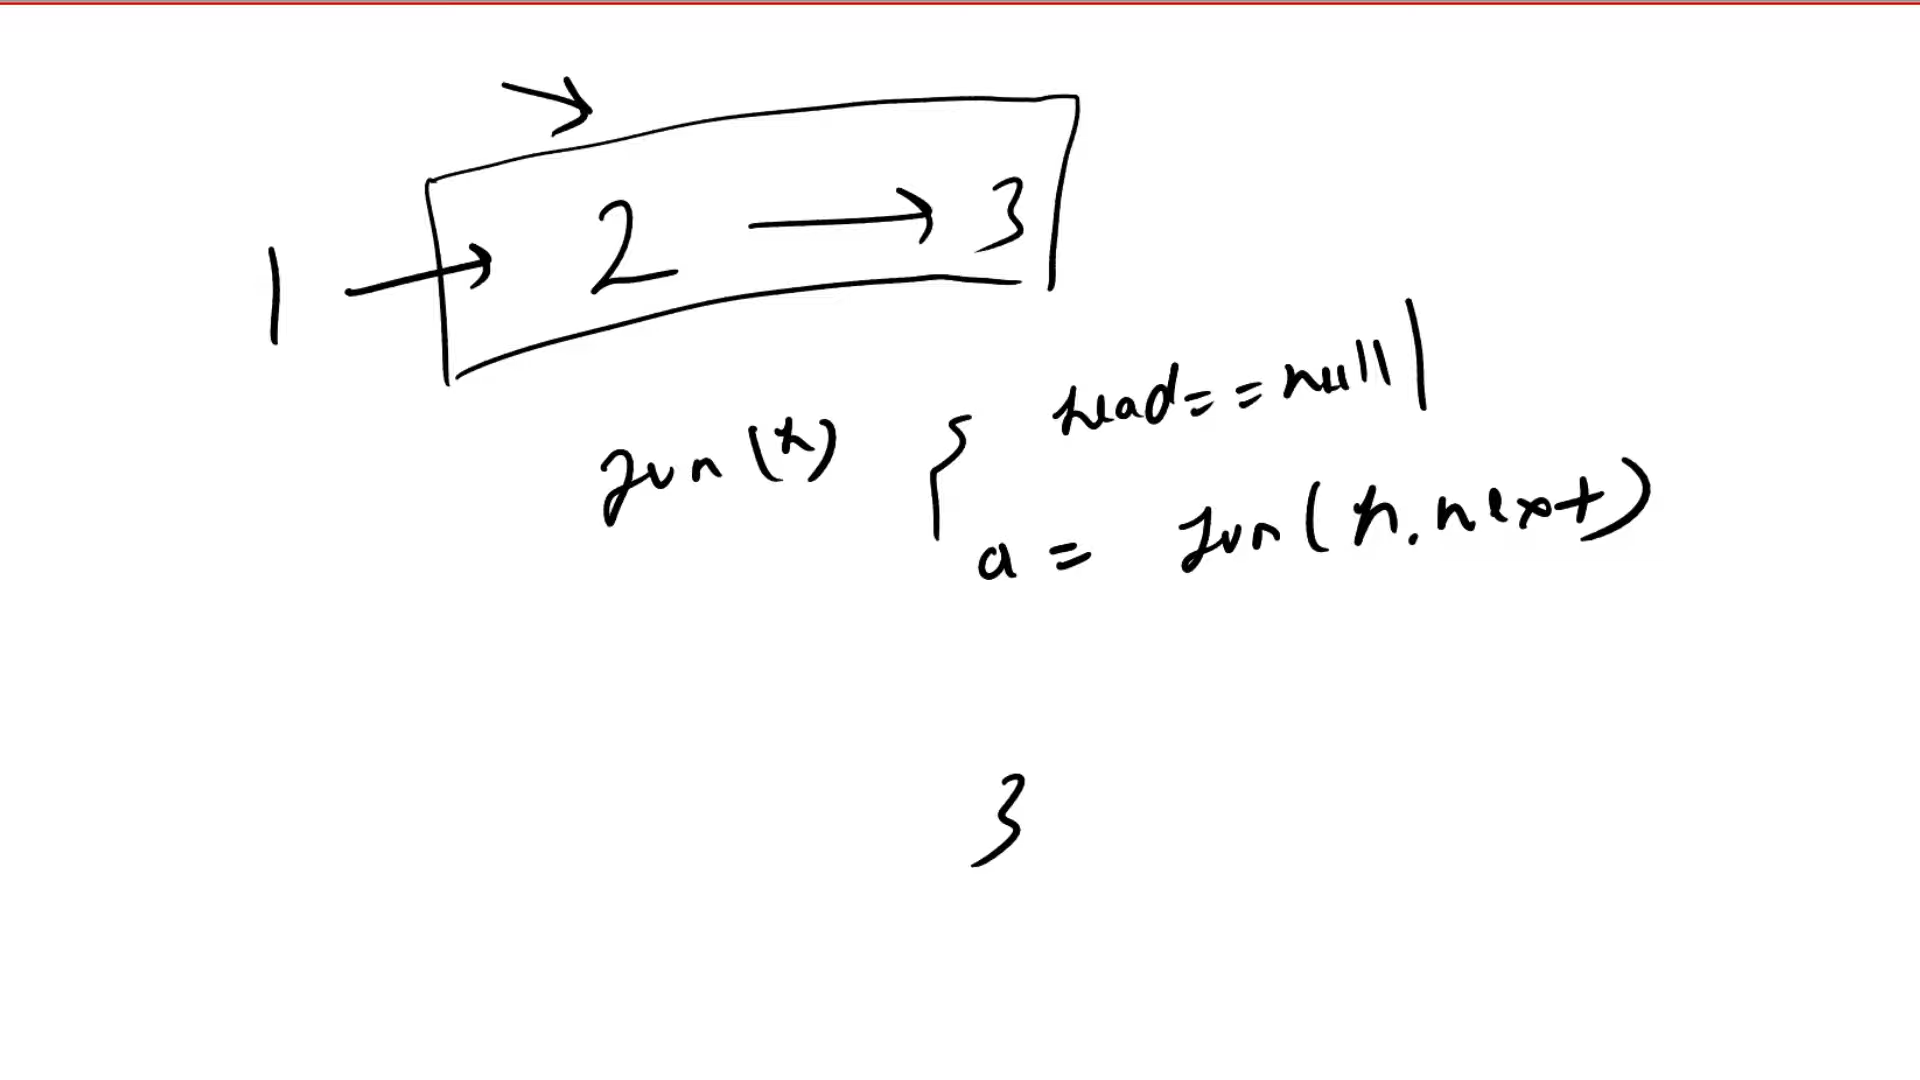 1 → 2 → 3
fun(h) { head==null
a = fun(h.next)
}